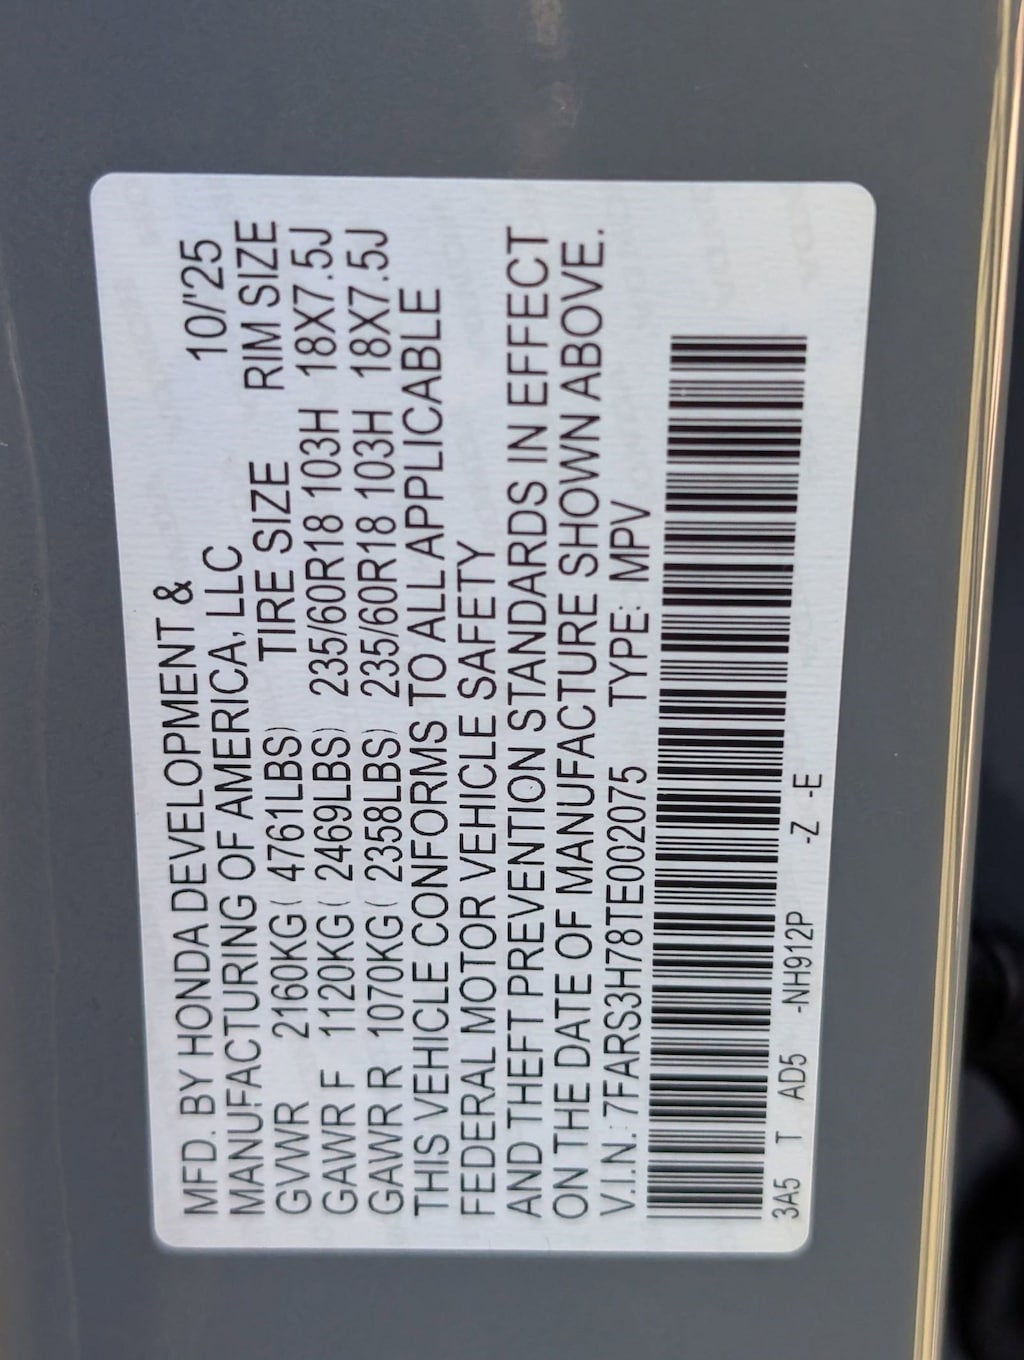 MFD. BY HONDA DEVELOPMENT &
MANUFACTURING OF AMERICA, LLC 10/'25
GVWR 2160KG( 4761LBS) TIRE SIZE RIM SIZE
GAWR F 1120KG( 2469LBS) 235/60R18 103H 18X7.5J
GAWR R 1070KG( 2358LBS) 235/60R18 103H 18X7.5J
THIS VEHICLE CONFORMS TO ALL APPLICABLE
FEDERAL MOTOR VEHICLE SAFETY
AND THEFT PREVENTION STANDARDS IN EFFECT
ON THE DATE OF MANUFACTURE SHOWN ABOVE.
V.I.N.: 7FARS3H78TE002075 TYPE: MPV
3A5 T AD5 -NH912P -Z -E